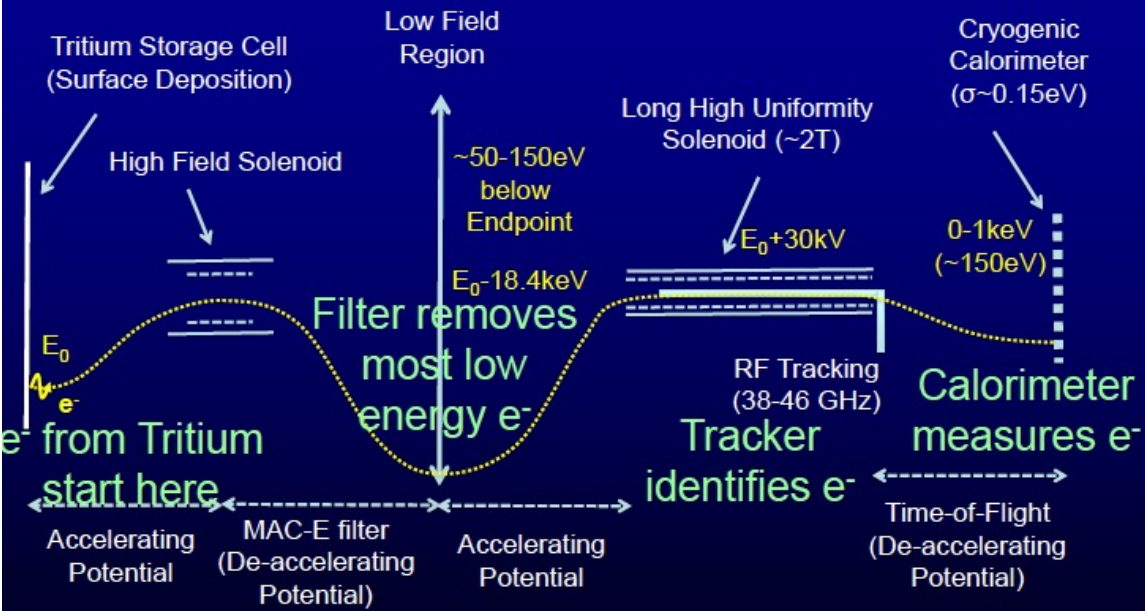 Tritium Storage Cell
(Surface Deposition)
High Field Solenoid
Low Field
Region
~50-150eV
below
Endpoint
E₀-18.4keV
Long High Uniformity
Solenoid (~2T)
E₀+30kV
Cryogenic
Calorimeter
(σ~0.15eV)
0-1keV
(~150eV)
E₀
e⁻
Filter removes
most low
energy e⁻
RF Tracking
(38-46 GHz)
e⁻ from Tritium
start here
Tracker
identifies e⁻
Calorimeter
measures e⁻
Accelerating
Potential
MAC-E filter
(De-accelerating
Potential)
Accelerating
Potential
Time-of-Flight
(De-accelerating
Potential)